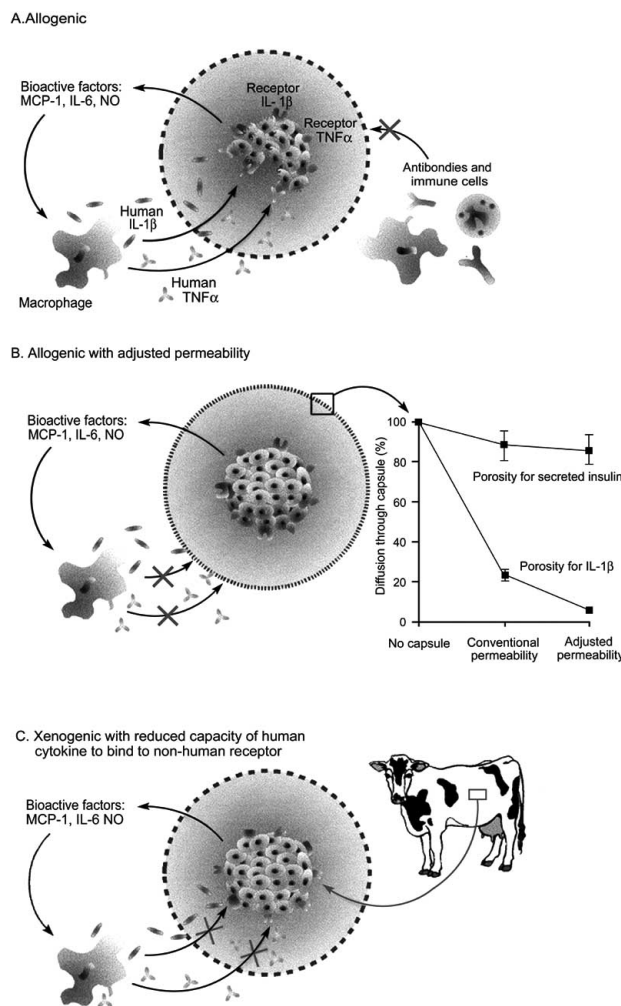 A.Allogenic
Bioactive factors:
MCP-1, IL-6, NO
Receptor
IL- 1β
Receptor
TNFα
Antibondies and
immune cells
Human
IL-1β
Human
TNFα
Macrophage
B. Allogenic with adjusted permeability
Bioactive factors:
MCP-1, IL-6, NO
Diffusion through capsule (%)
100
80
60
40
20
0
Porosity for secreted insulin
Porosity for IL-1β
No capsule
Conventional
permeability
Adjusted
permeability
C. Xenogenic with reduced capacity of human
cytokine to bind to non-human receptor
Bioactive factors:
MCP-1, IL-6 NO